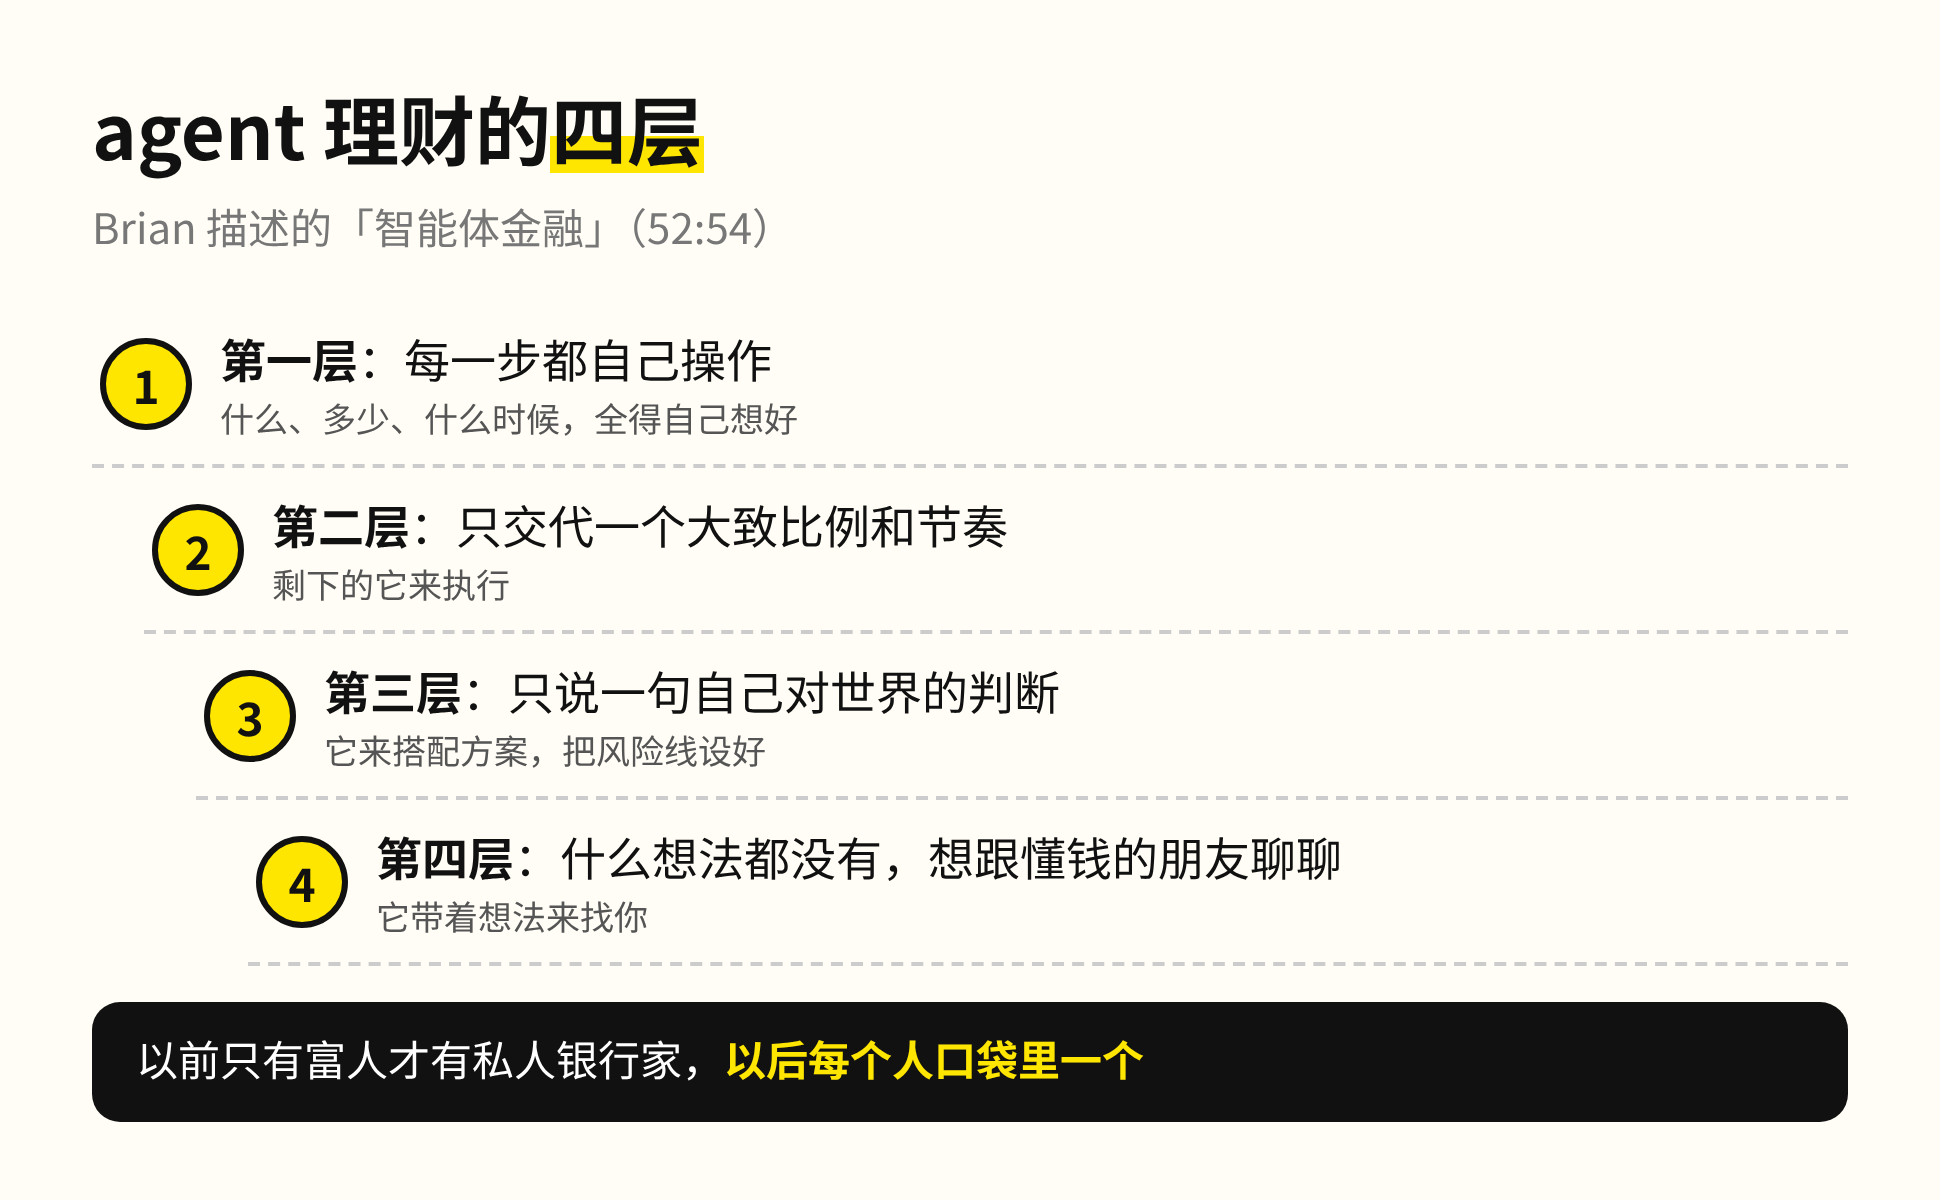 agent 理财的四层
Brian 描述的「智能体金融」（52:54）
1
第一层：每一步都自己操作
什么、多少、什么时候，全得自己想好
2
第二层：只交代一个大致比例和节奏
剩下的它来执行
3
第三层：只说一句自己对世界的判断
它来搭配方案，把风险线设好
4
第四层：什么想法都没有，想跟懂钱的朋友聊聊
它带着想法来找你
以前只有富人才有私人银行家，以后每个人口袋里一个